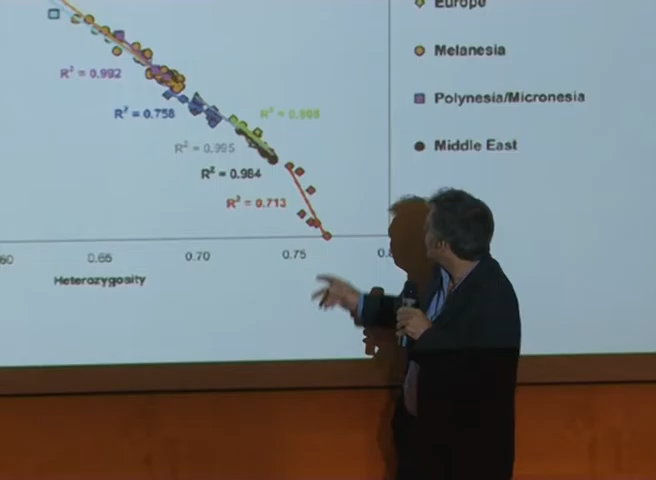 Europe
Melanesia
R² = 0.992
Polynesia/Micronesia
R² = 0.758
R² = 0.995
Middle East
R² = 0.984
R² = 0.713
0.65
0.70
0.75
Heterozygosity